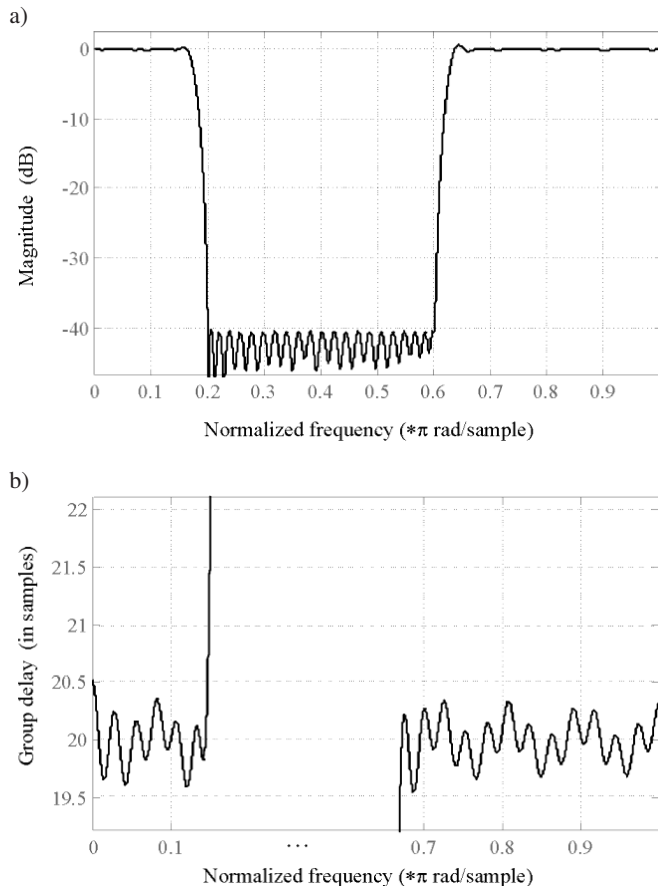 a)
0
-10
-20
-30
-40
Magnitude (dB)
0 0.1 0.2 0.3 0.4 0.5 0.6 0.7 0.8 0.9
Normalized frequency (*π rad/sample)
b)
22
21.5
21
20.5
20
19.5
Group delay (in samples)
0 0.1 ... 0.7 0.8 0.9
Normalized frequency (*π rad/sample)